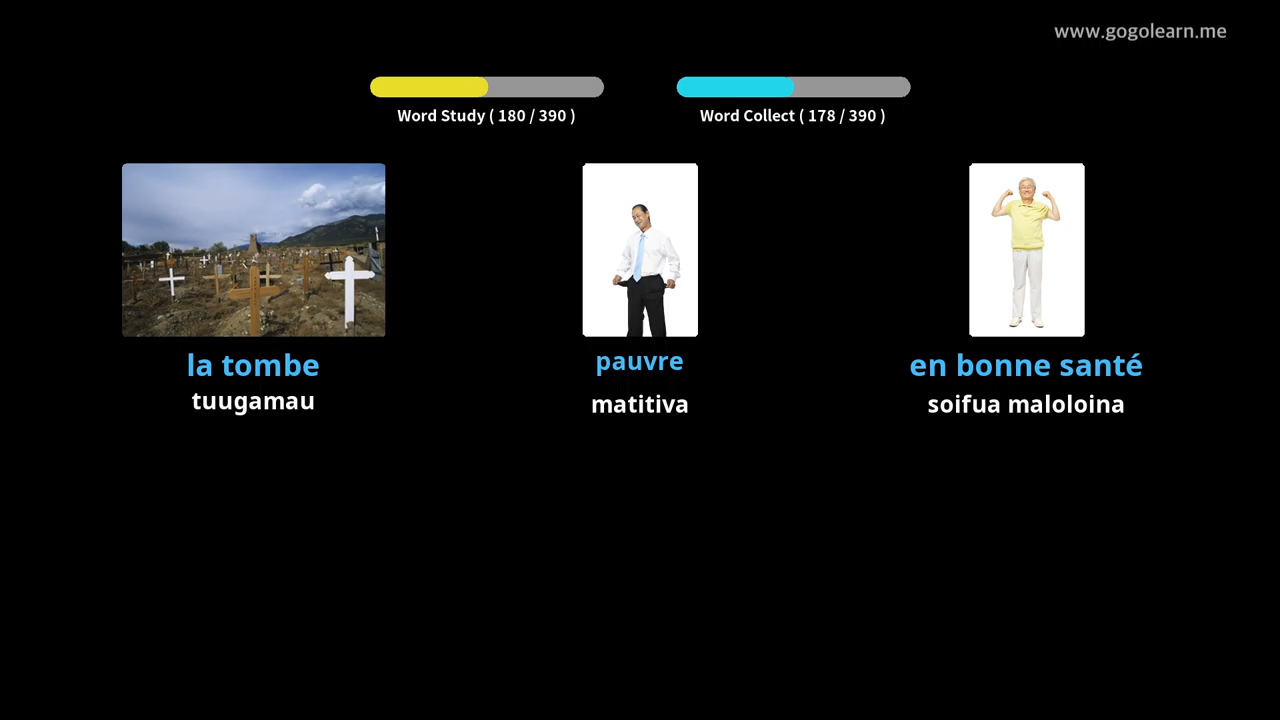 www.gogolearn.me
Word Study ( 180 / 390 )
Word Collect ( 178 / 390 )
la tombe
tuugamau
pauvre
matitiva
en bonne santé
soifua maloloina